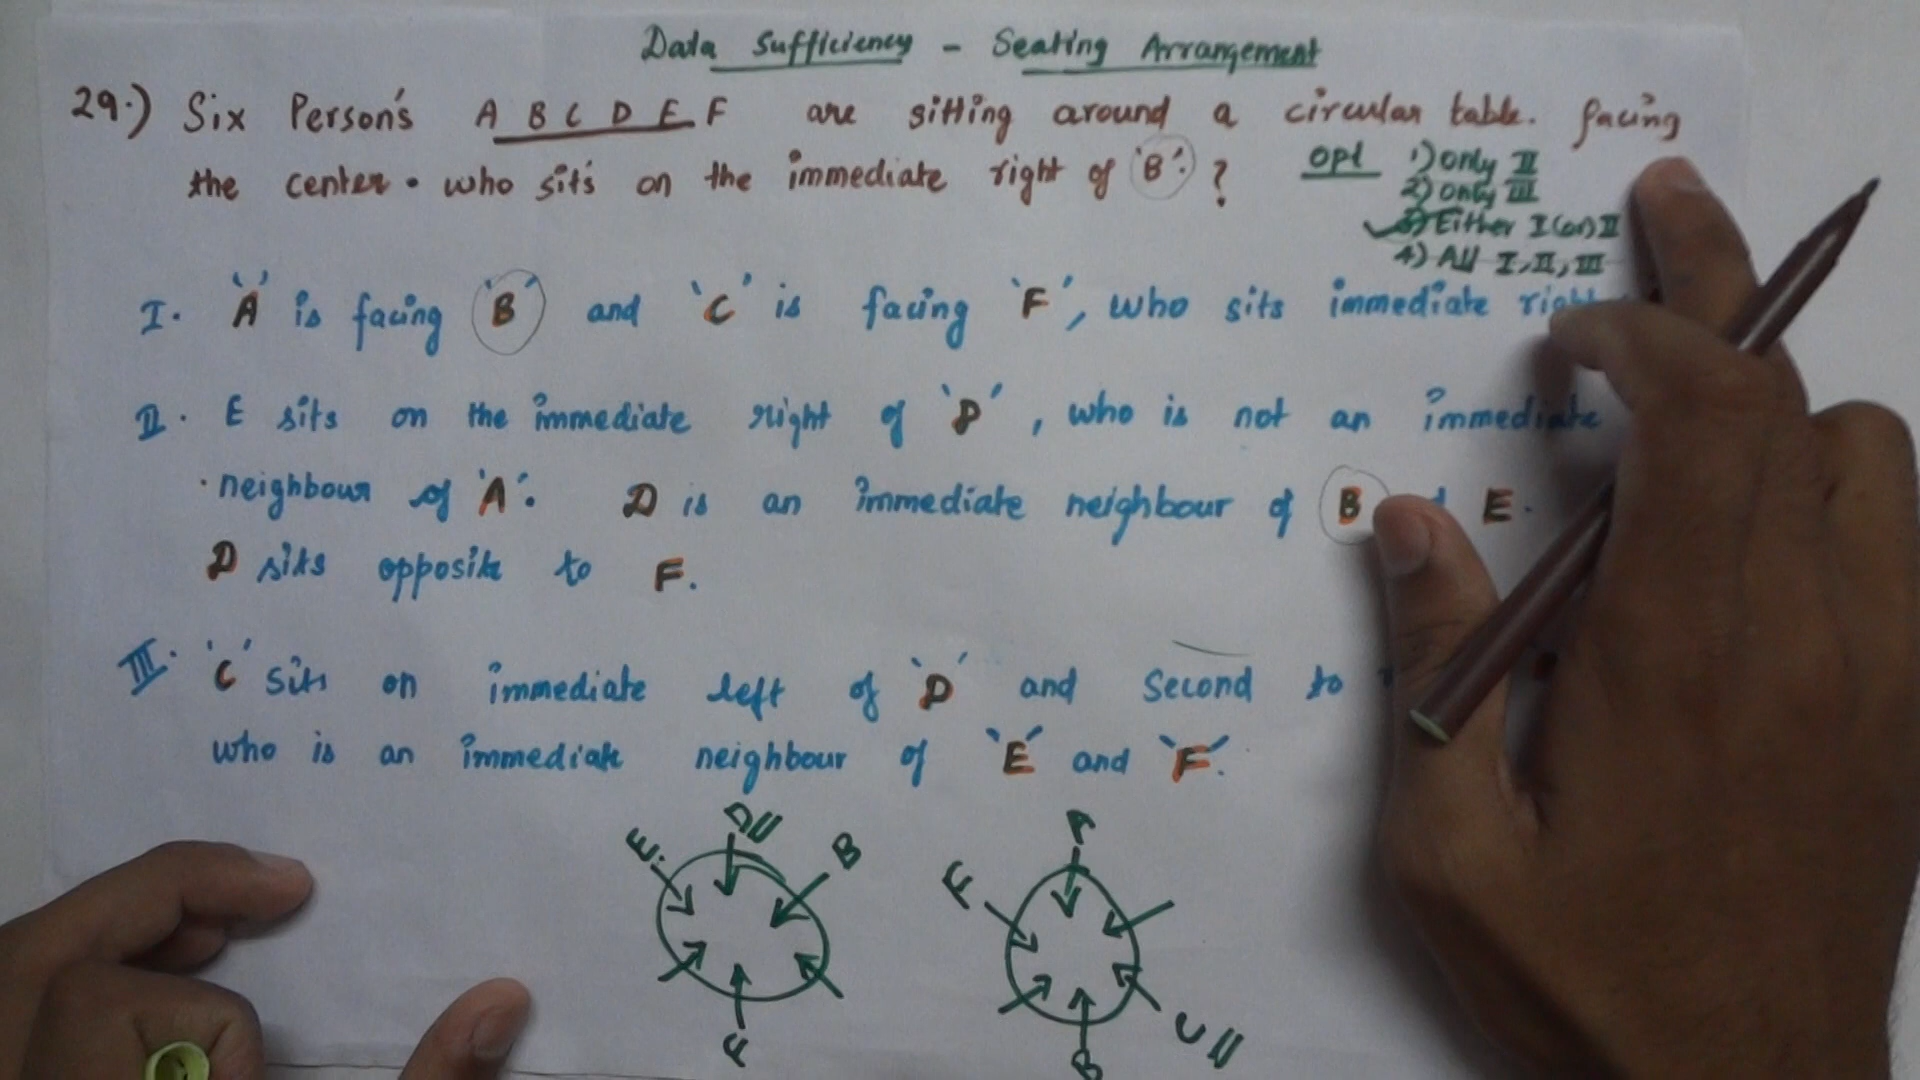 Data Sufficiency - Seating Arrangement
29.) Six Person's A B C D E F are sitting around a circular table. facing
the center. who sits on the immediate right of 'B'. ?
Opt 1) Only II
2) Only III
3) Either I (or) II
4) All I, II, III
I. 'A' is facing 'B' and 'C' is facing 'F', who sits immediate right
II. E sits on the immediate right of 'D', who is not an immediate
neighbour of 'A'. D is an immediate neighbour of B E.
D sits opposite to F.
III. 'C' sits on immediate left of 'D' and second to
who is an immediate neighbour of 'E' and 'F'.
E D B
F
A
F
C
B